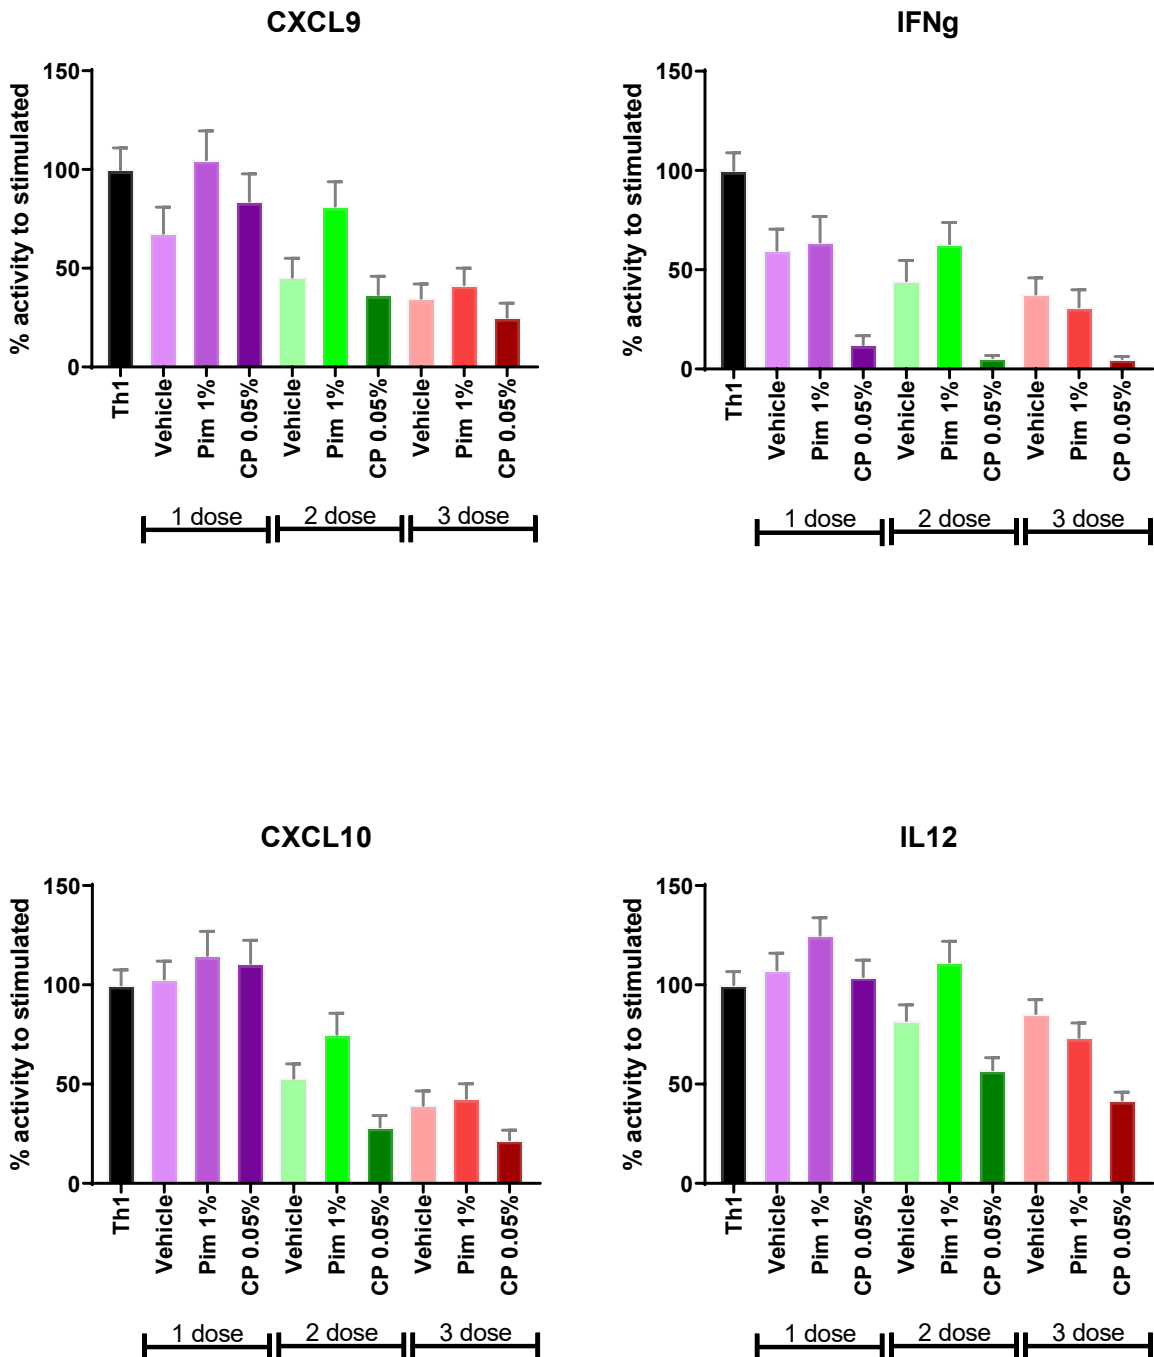 CXCL9
% activity to stimulated
150
100
50
0
Th1
Vehicle
Pim 1%
CP 0.05%
Vehicle
Pim 1%
CP 0.05%
Vehicle
Pim 1%
CP 0.05%
1 dose
2 dose
3 dose
IFNg
% activity to stimulated
150
100
50
0
Th1
Vehicle
Pim 1%
CP 0.05%
Vehicle
Pim 1%
CP 0.05%
Vehicle
Pim 1%
CP 0.05%
1 dose
2 dose
3 dose
CXCL10
% activity to stimulated
150
100
50
0
Th1
Vehicle
Pim 1%
CP 0.05%
Vehicle
Pim 1%
CP 0.05%
Vehicle
Pim 1%
CP 0.05%
1 dose
2 dose
3 dose
IL12
% activity to stimulated
150
100
50
0
Th1
Vehicle
Pim 1%
CP 0.05%
Vehicle
Pim 1%
CP 0.05%
Vehicle
Pim 1%
CP 0.05%
1 dose
2 dose
3 dose